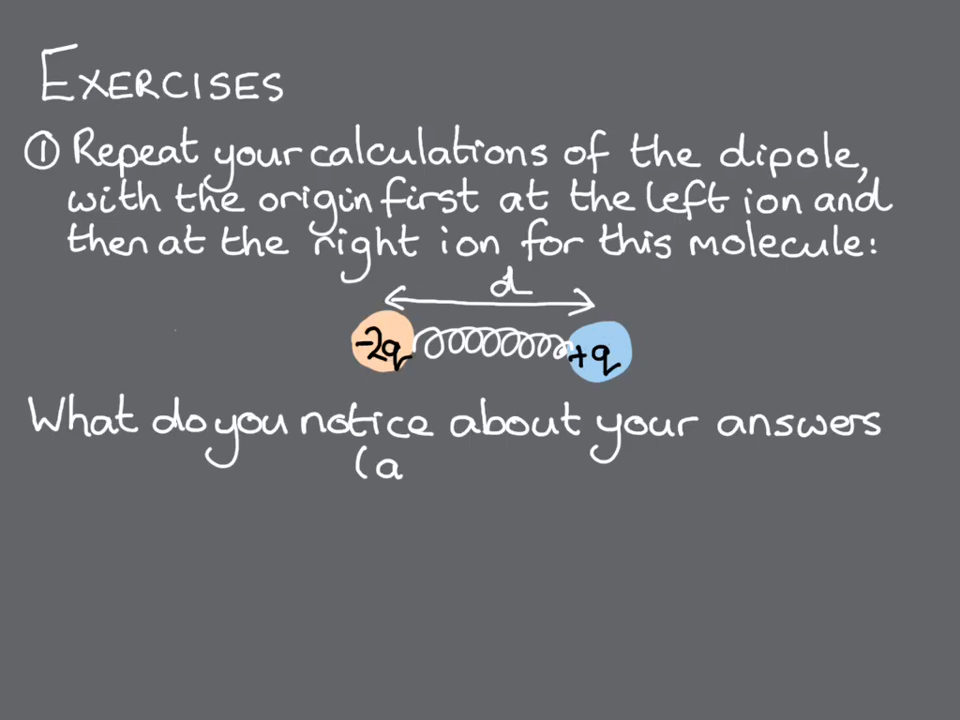 EXERCISES
① Repeat your calculations of the dipole,
with the origin first at the left ion and
then at the right ion for this molecule:
d
-2q +q
What do you notice about your answers
(a